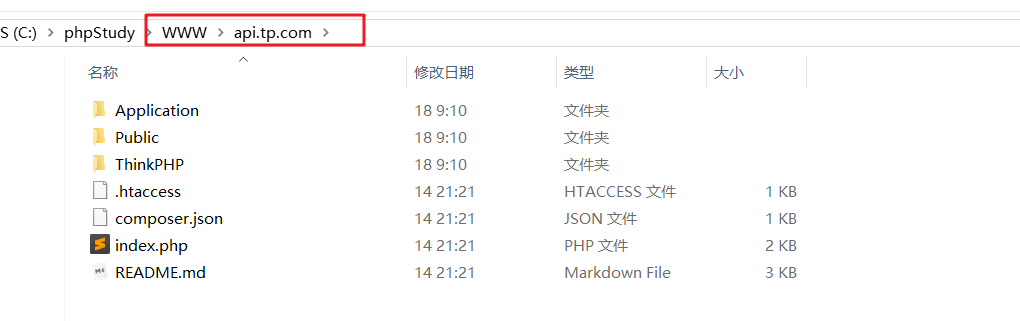 S (C:) > phpStudy > WWW > api.tp.com >
名称 修改日期 类型 大小
Application 18 9:10 文件夹
Public 18 9:10 文件夹
ThinkPHP 18 9:10 文件夹
.htaccess 14 21:21 HTACCESS 文件 1 KB
composer.json 14 21:21 JSON 文件 1 KB
index.php 14 21:21 PHP 文件 2 KB
README.md 14 21:21 Markdown File 3 KB